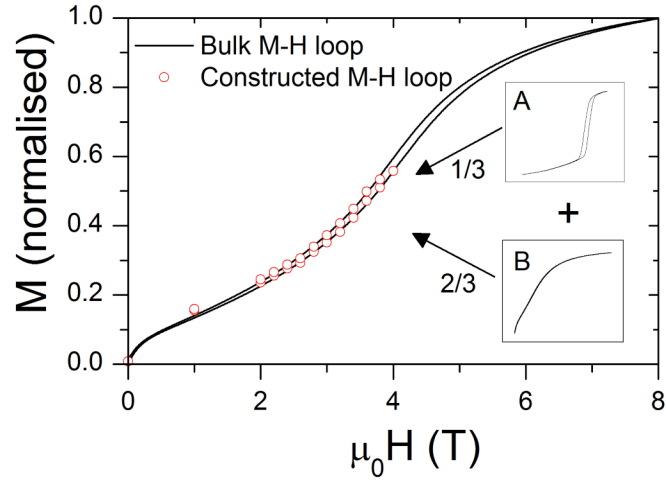 1.0
0.8
0.6
0.4
0.2
0.0
M (normalised)
Bulk M-H loop
Constructed M-H loop
A
1/3
+
B
2/3
0 2 4 6 8
μ₀H (T)